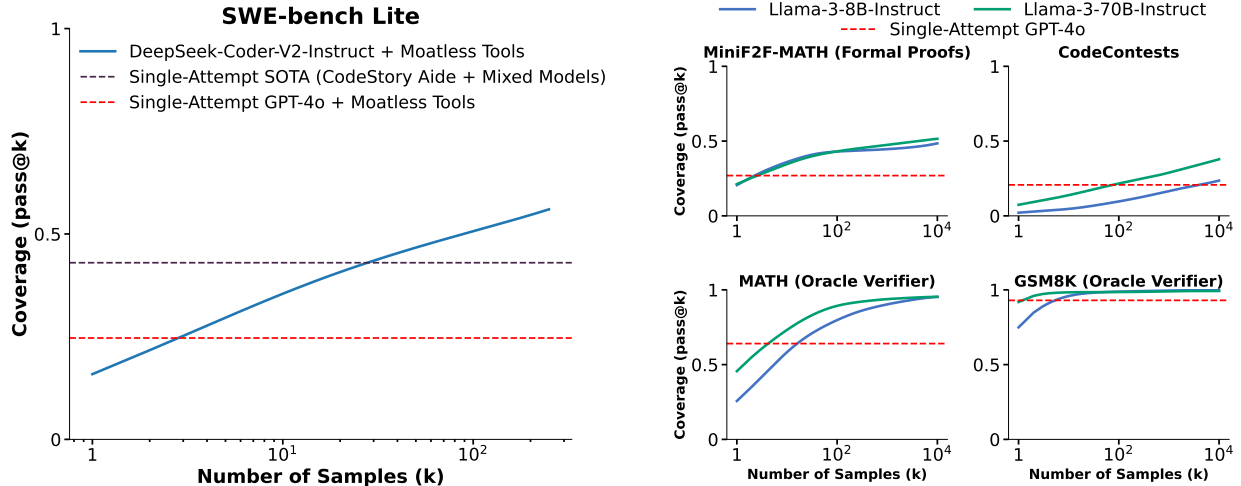 SWE-bench Lite
DeepSeek-Coder-V2-Instruct + Moatless Tools
Single-Attempt SOTA (CodeStory Aide + Mixed Models)
Single-Attempt GPT-4o + Moatless Tools
1
0.5
0
Coverage (pass@k)
1
10^1
10^2
Number of Samples (k)
Llama-3-8B-Instruct
Llama-3-70B-Instruct
Single-Attempt GPT-4o
MiniF2F-MATH (Formal Proofs)
1
0.5
0
Coverage (pass@k)
1
10^2
10^4
CodeContests
1
0.5
0
1
10^2
10^4
MATH (Oracle Verifier)
1
0.5
0
Coverage (pass@k)
1
10^2
10^4
Number of Samples (k)
GSM8K (Oracle Verifier)
1
0.5
0
1
10^2
10^4
Number of Samples (k)